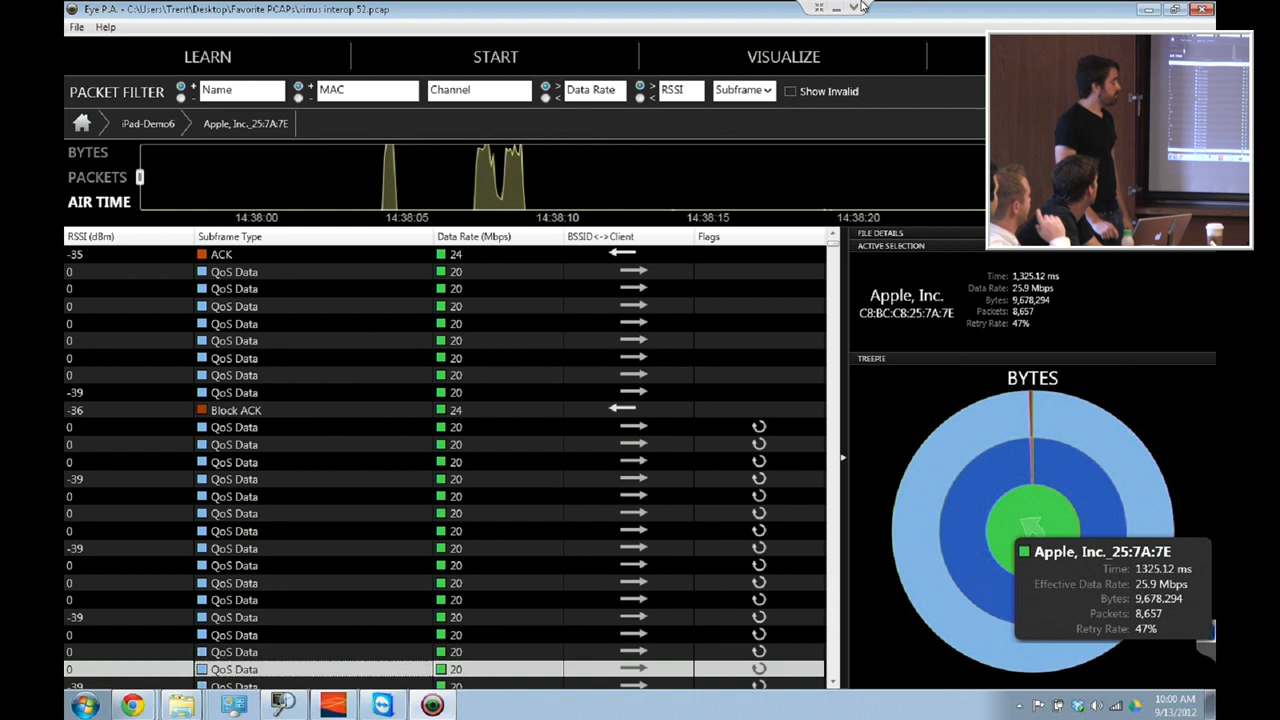 Eye P.A. - C:\Users\Trent\Desktop\Favorite PCAPs\xirrus interop 52.pcap
File Help
LEARN START VISUALIZE
PACKET FILTER + - Name + - MAC Channel > < Data Rate > < RSSI Subframe Show Invalid
iPad-Demo6 Apple, Inc._25:7A:7E
BYTES
PACKETS
AIR TIME
14:38:00 14:38:05 14:38:10 14:38:15 14:38:20
RSSI (dBm) Subframe Type Data Rate (Mbps) BSSID<->Client Flags
-35 ACK 24
0 QoS Data 20
0 QoS Data 20
0 QoS Data 20
0 QoS Data 20
0 QoS Data 20
0 QoS Data 20
0 QoS Data 20
-39 QoS Data 20
-36 Block ACK 24
0 QoS Data 20
0 QoS Data 20
0 QoS Data 20
-39 QoS Data 20
0 QoS Data 20
0 QoS Data 20
0 QoS Data 20
-39 QoS Data 20
0 QoS Data 20
0 QoS Data 20
0 QoS Data 20
-39 QoS Data 20
0 QoS Data 20
0 QoS Data 20
0 QoS Data 20
-39 QoS Data 20
FILE DETAILS
ACTIVE SELECTION
Apple, Inc.
C8:BC:C8:25:7A:7E
Time: 1,325.12 ms
Data Rate: 25.9 Mbps
Bytes: 9,678,294
Packets: 8,657
Retry Rate: 47%
TREEPIE
BYTES
Apple, Inc._25:7A:7E
Time: 1325.12 ms
Effective Data Rate: 25.9 Mbps
Bytes: 9,678,294
Packets: 8,657
Retry Rate: 47%
10:00 AM
9/13/2012